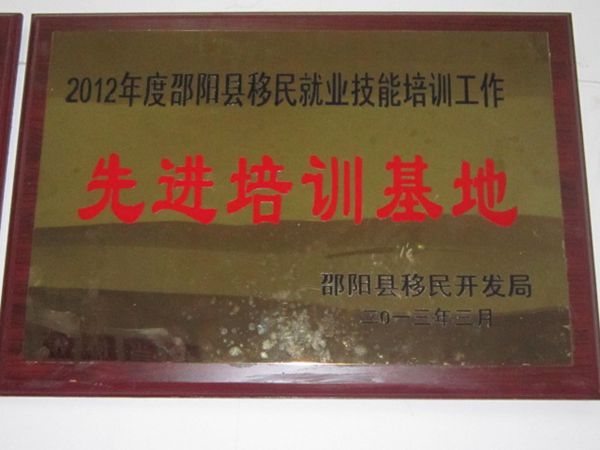 2012年度邵阳县移民就业技能培训工作
先进培训基地
邵阳县移民开发局
二0一三年三月